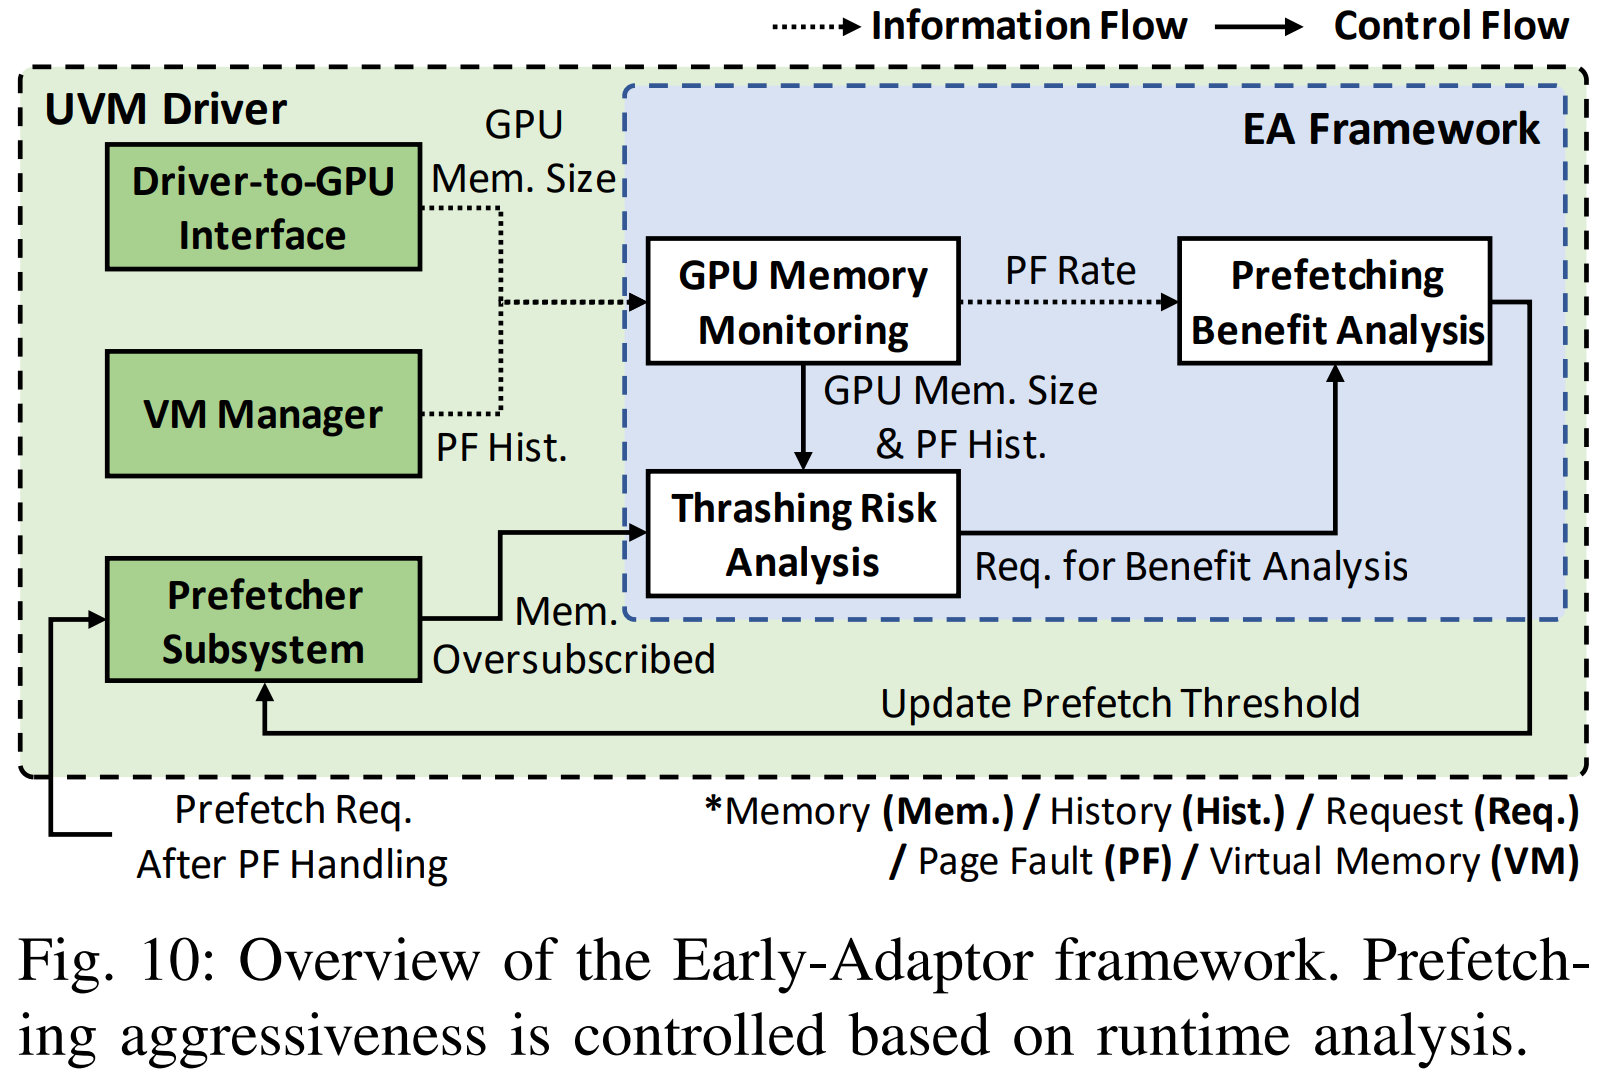 Information Flow
Control Flow
UVM Driver
EA Framework
Driver-to-GPU
Interface
GPU
Mem. Size
VM Manager
PF Hist.
GPU Memory
Monitoring
PF Rate
Prefetching
Benefit Analysis
GPU Mem. Size
& PF Hist.
Thrashing Risk
Analysis
Req. for Benefit Analysis
Prefetcher
Subsystem
Mem.
Oversubscribed
Update Prefetch Threshold
Prefetch Req.
After PF Handling
*Memory (Mem.) / History (Hist.) / Request (Req.)
/ Page Fault (PF) / Virtual Memory (VM)
Fig. 10: Overview of the Early-Adaptor framework. Prefetch-
ing aggressiveness is controlled based on runtime analysis.